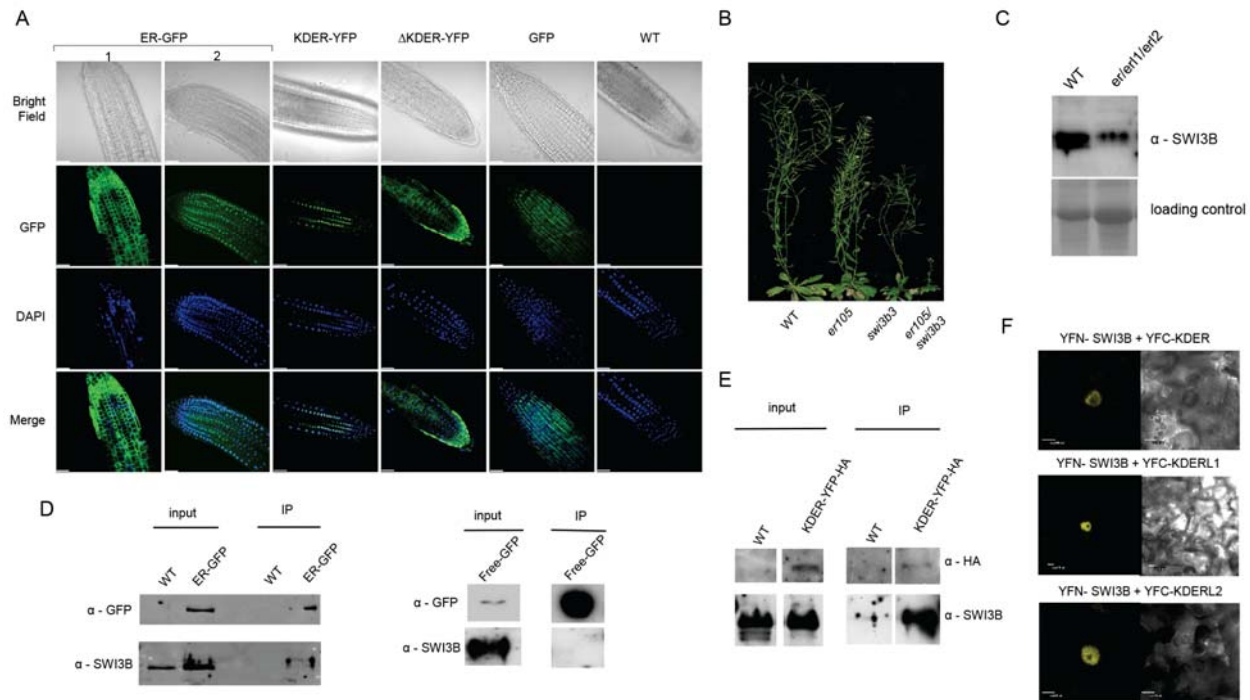 A
ER-GFP
KDER-YFP
ΔKDER-YFP
GFP
WT
1
2
Bright
Field
GFP
DAPI
Merge
B
WT
er105
swi3b3
er105/
swi3b3
C
WT
er/erl1/erl2
α - SWI3B
loading control
D
input
IP
WT
ER-GFP
WT
ER-GFP
α - GFP
α - SWI3B
input
IP
Free-GFP
Free-GFP
α - GFP
α - SWI3B
E
input
IP
WT
KDER-YFP-HA
WT
KDER-YFP-HA
α - HA
α - SWI3B
F
YFN- SWI3B + YFC-KDER
YFN- SWI3B + YFC-KDERL1
YFN- SWI3B + YFC-KDERL2